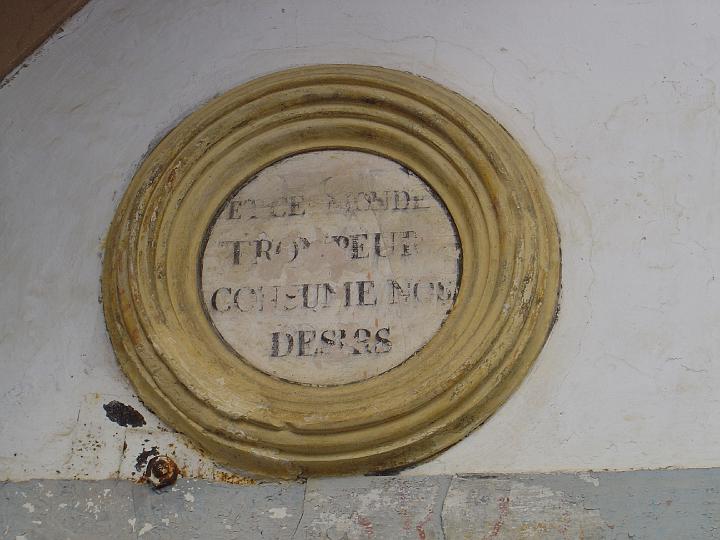 ET CE MONDE
TROMPEUR
CONSUME NOS
DESIRS